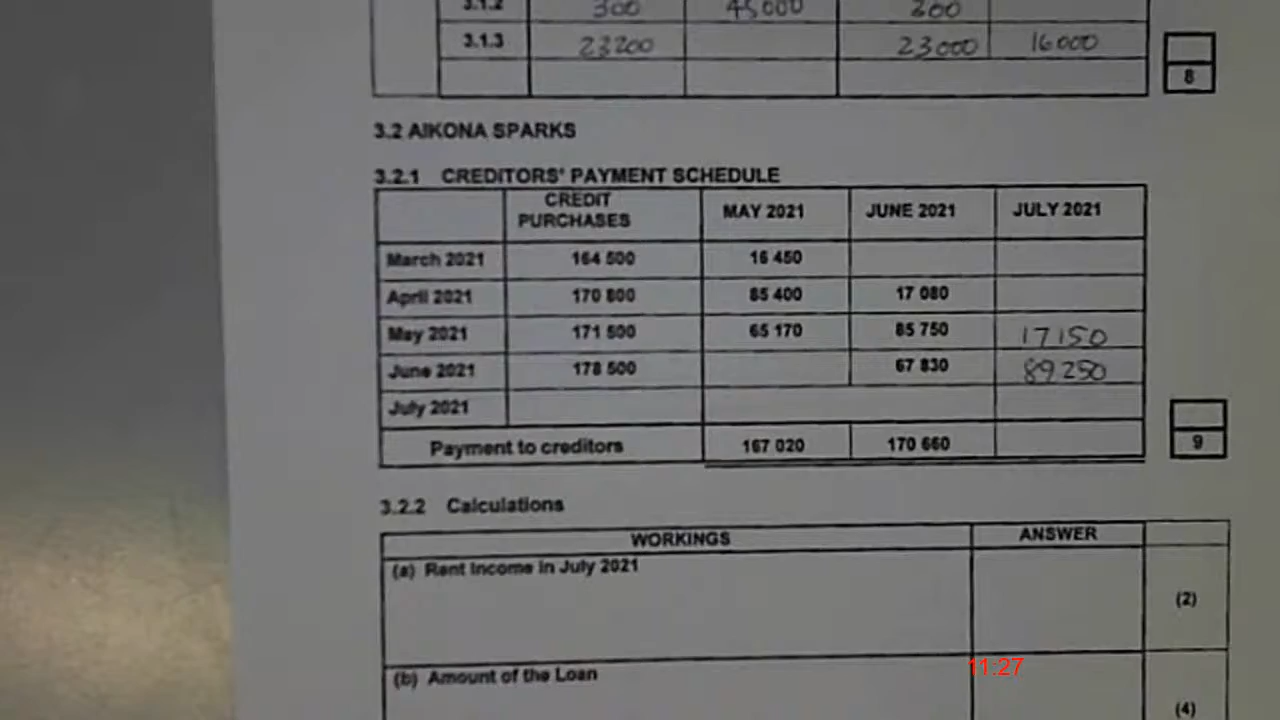 3.1.2 300 45000 300
3.1.3 23200 23000 16000
8
3.2 AIKONA SPARKS
3.2.1 CREDITORS' PAYMENT SCHEDULE
CREDIT PURCHASES MAY 2021 JUNE 2021 JULY 2021
March 2021 164 500 16 450
April 2021 170 800 85 400 17 080
May 2021 171 500 65 170 85 750 17150
June 2021 178 500 67 830 89250
July 2021
Payment to creditors 167 020 170 660
9
3.2.2 Calculations
WORKINGS ANSWER
(a) Rent Income in July 2021
(2)
(b) Amount of the Loan
(4)
11:27